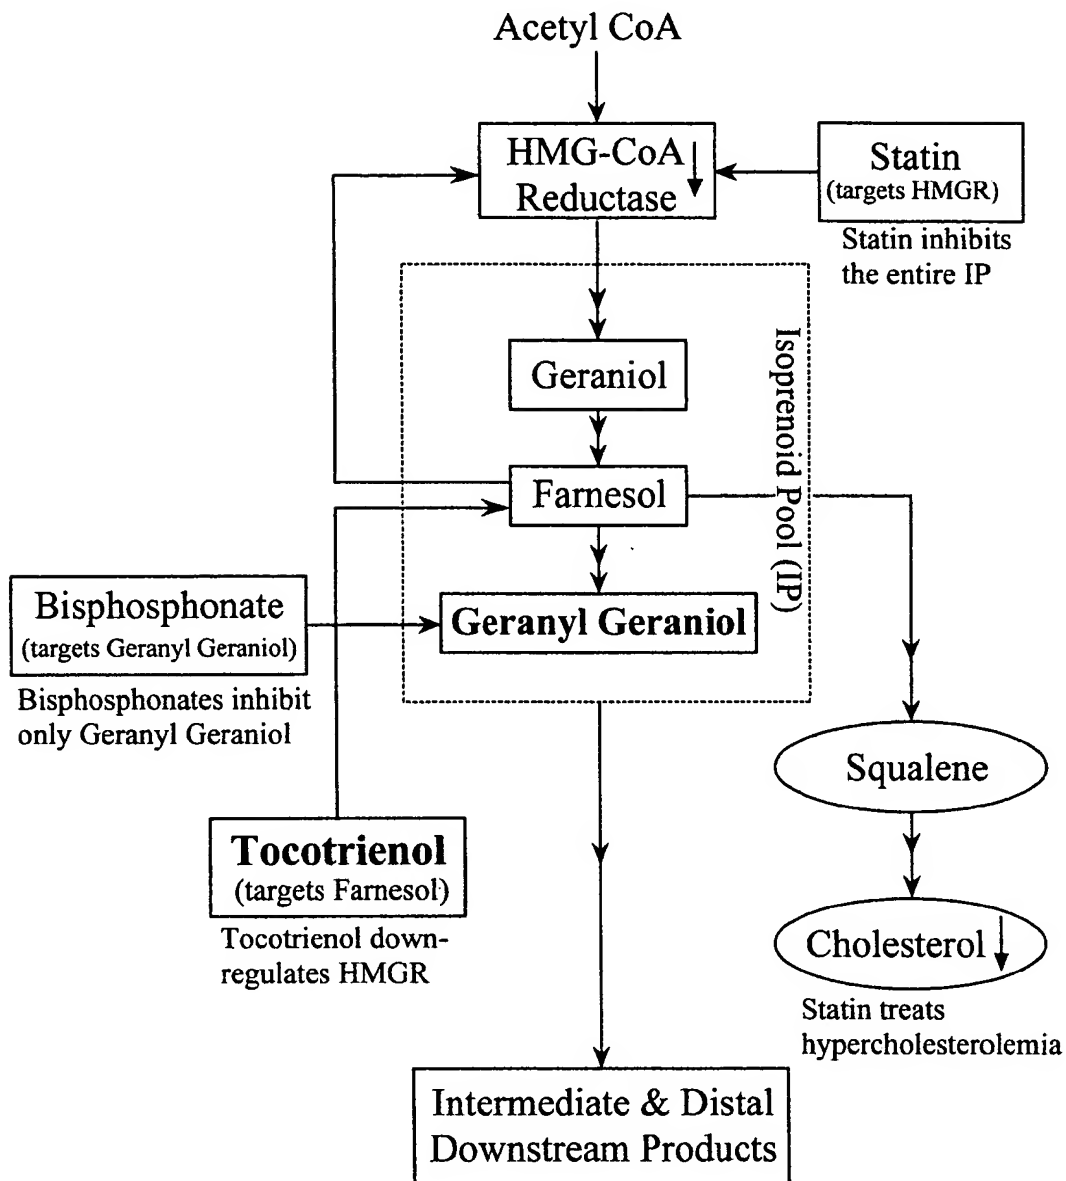 Acetyl CoA
HMG-CoA
Reductase
Statin
(targets HMGR)
Statin inhibits
the entire IP
Isoprenoid Pool (IP)
Geraniol
Farnesol
Geranyl Geraniol
Bisphosphonate
(targets Geranyl Geraniol)
Bisphosphonates inhibit
only Geranyl Geraniol
Squalene
Tocotrienol
(targets Farnesol)
Tocotrienol down-
regulates HMGR
Cholesterol
Statin treats
hypercholesterolemia
Intermediate & Distal
Downstream Products